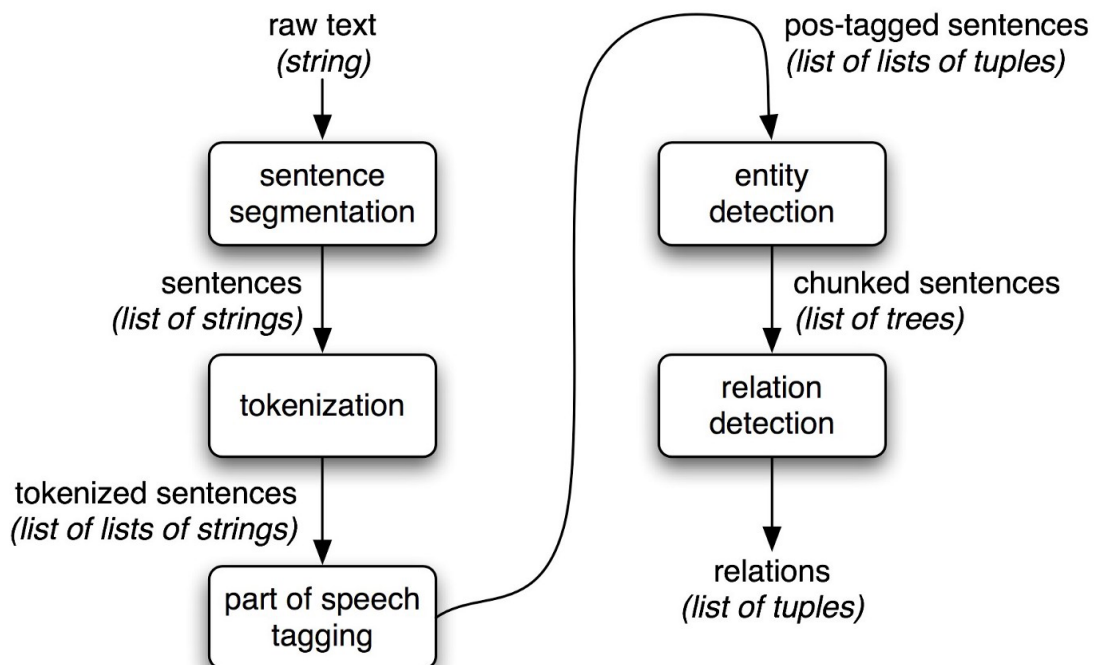 raw text
(string)
sentence
segmentation
sentences
(list of strings)
tokenization
tokenized sentences
(list of lists of strings)
part of speech
tagging
pos-tagged sentences
(list of lists of tuples)
entity
detection
chunked sentences
(list of trees)
relation
detection
relations
(list of tuples)